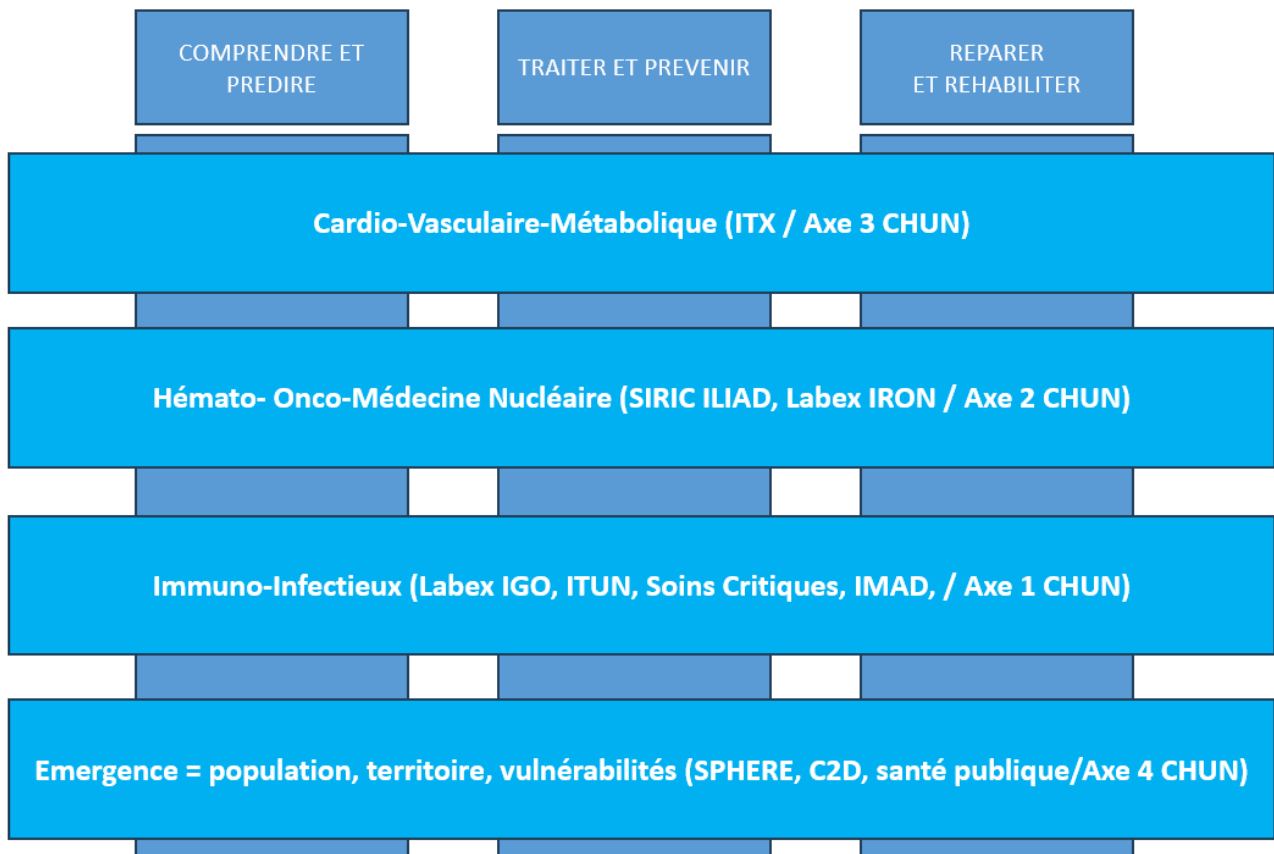 COMPRENDRE ET
PREDIRE
TRAITER ET PREVENIR
REPARER
ET REHABILITER
Cardio-Vasculaire-Métabolique (ITX / Axe 3 CHUN)
Hémato- Onco-Médecine Nucléaire (SIRIC ILIAD, Labex IRON / Axe 2 CHUN)
Immuno-Infectieux (Labex IGO, ITUN, Soins Critiques, IMAD, / Axe 1 CHUN)
Emergence = population, territoire, vulnérabilités (SPHERE, C2D, santé publique/Axe 4 CHUN)